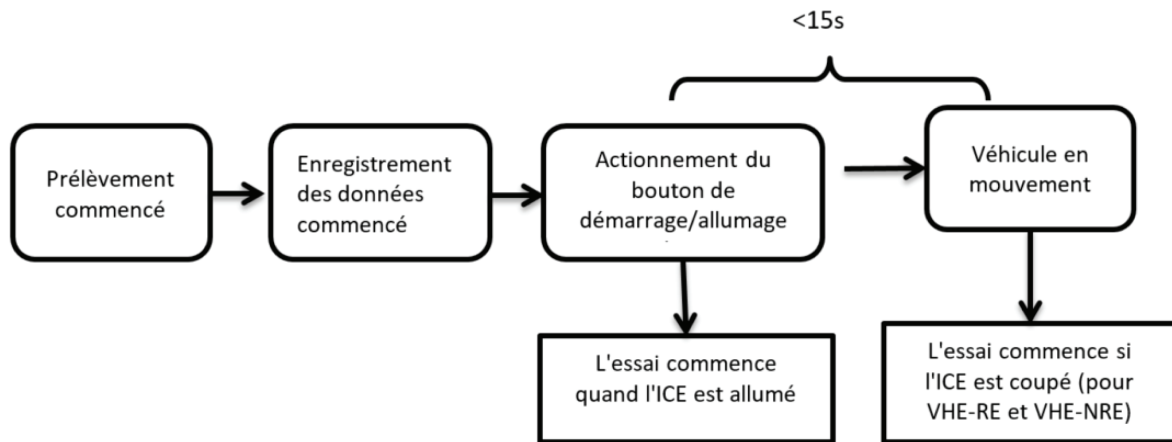 <15s
Prélèvement
commencé
Enregistrement
des données
commencé
Actionnement du
bouton de
démarrage/allumage
Véhicule en
mouvement
L'essai commence
quand l'ICE est allumé
L'essai commence si
l'ICE est coupé (pour
VHE-RE et VHE-NRE)